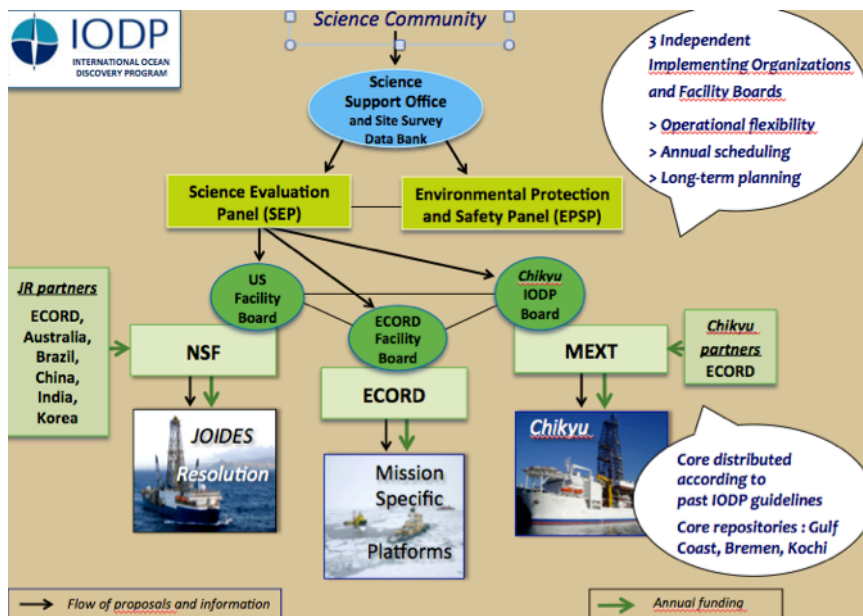 IODP
INTERNATIONAL OCEAN
DISCOVERY PROGRAM
Science Community
Science
Support Office
and Site Survey
Data Bank
3 Independent
Implementing Organizations
and Facility Boards
> Operational flexibility
> Annual scheduling
> Long-term planning
Science Evaluation
Panel (SEP)
Environmental Protection
and Safety Panel (EPSP)
JR partners
ECORD,
Australia,
Brazil,
China,
India,
Korea
US
Facility
Board
ECORD
Facility
Board
Chikyu
IODP
Board
NSF
ECORD
MEXT
Chikyu
partners
ECORD
JOIDES
Resolution
Mission
Specific
Platforms
Chikyu
Core distributed
according to
past IODP guidelines
Core repositories : Gulf
Coast, Bremen, Kochi
Flow of proposals and information
Annual funding